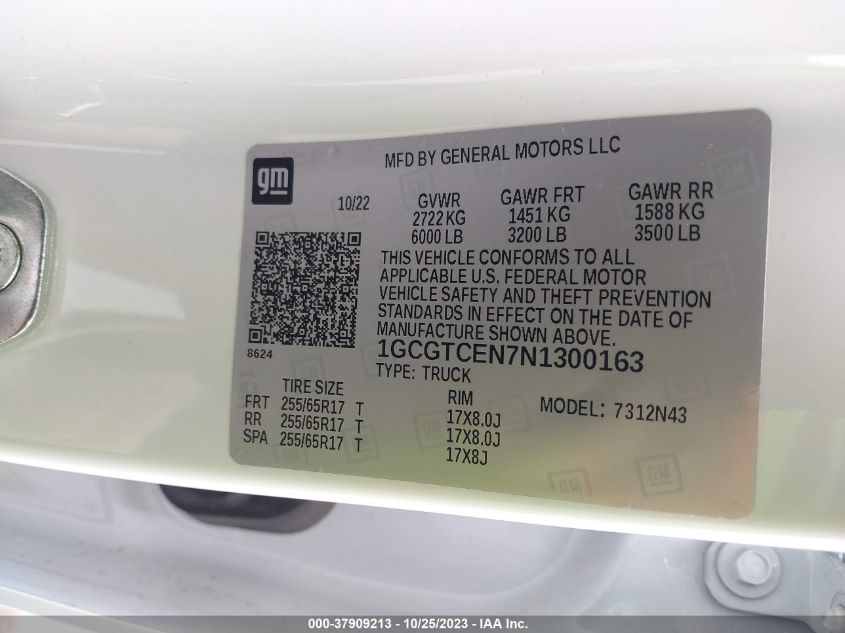 MFD BY GENERAL MOTORS LLC
gm
10/22
GVWR GAWR FRT GAWR RR
2722 KG 1451 KG 1588 KG
6000 LB 3200 LB 3500 LB
THIS VEHICLE CONFORMS TO ALL
APPLICABLE U.S. FEDERAL MOTOR
VEHICLE SAFETY AND THEFT PREVENTION
STANDARDS IN EFFECT ON THE DATE OF
MANUFACTURE SHOWN ABOVE.
8624
1GCGTCEN7N1300163
TYPE: TRUCK
TIRE SIZE RIM MODEL: 7312N43
FRT 255/65R17 T 17X8.0J
RR 255/65R17 T 17X8.0J
SPA 255/65R17 T 17X8J
000-37909213 - 10/25/2023 - IAA Inc.